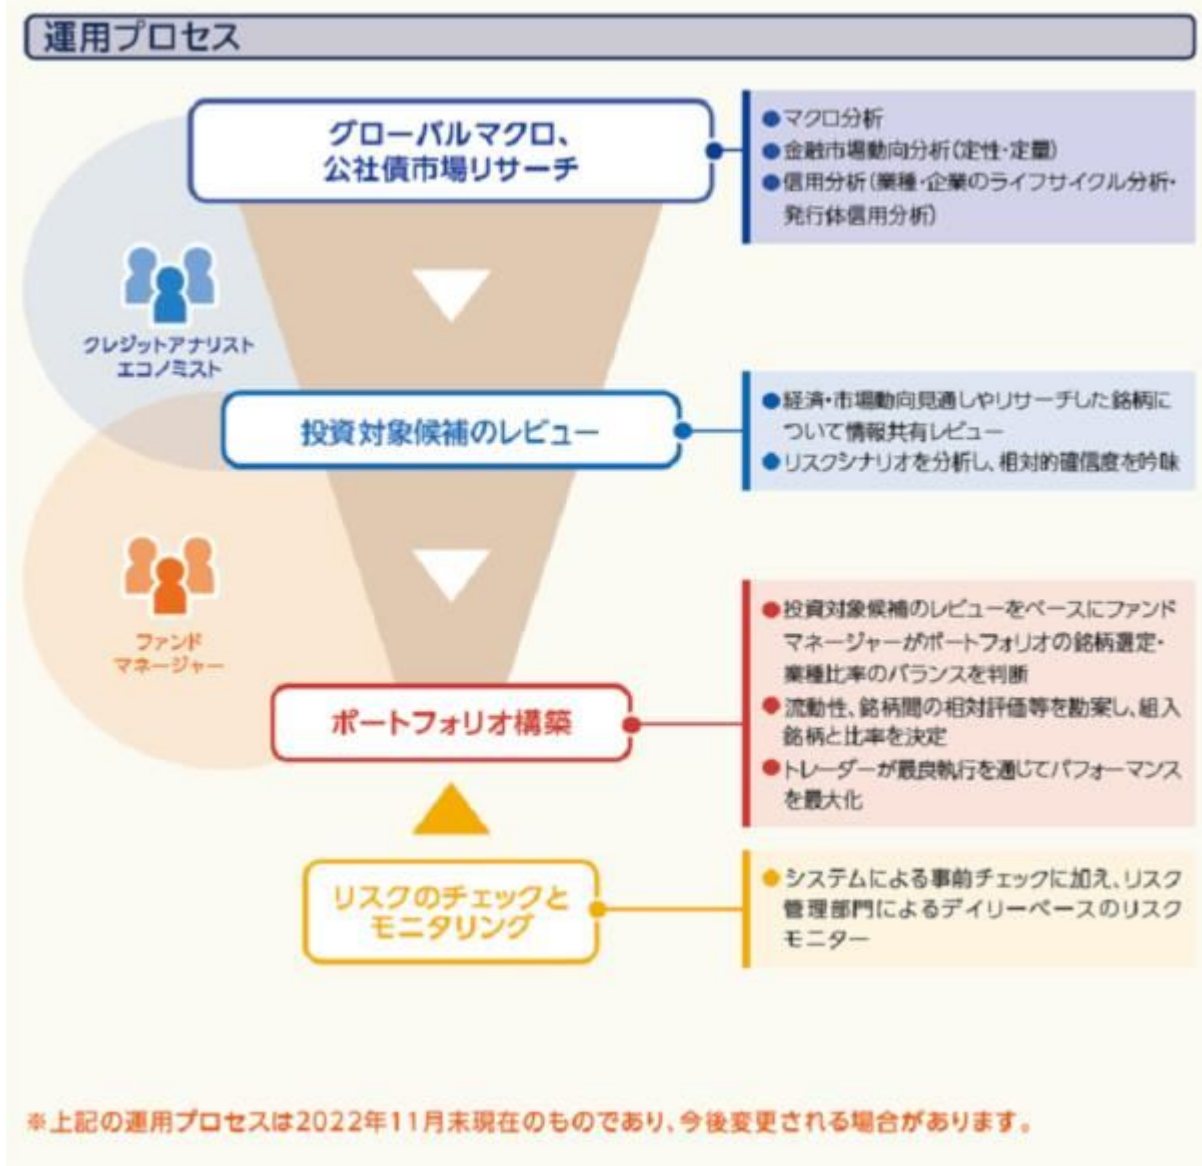 運用プロセス
グローバルマクロ、
公社債市場リサーチ
●マクロ分析
●金融市場動向分析(定性・定量)
●信用分析(業種・企業のライフサイクル分析・
発行体信用分析)
クレジットアナリスト
エコノミスト
投資対象候補のレビュー
●経済・市場動向見通しやリサーチした銘柄に
ついて情報共有レビュー
●リスクシナリオを分析し、相対的確信度を吟味
ファンド
マネージャー
ポートフォリオ構築
●投資対象候補のレビューをベースにファンド
マネージャーがポートフォリオの銘柄選定・
業種比率のバランスを判断
●流動性、銘柄間の相対評価等を勘案し、組入
銘柄と比率を決定
●トレーダーが最良執行を通じてパフォーマンス
を最大化
リスクのチェックと
モニタリング
●システムによる事前チェックに加え、リスク
管理部門によるデイリーベースのリスク
モニター
※上記の運用プロセスは2022年11月末現在のものであり、今後変更される場合があります。